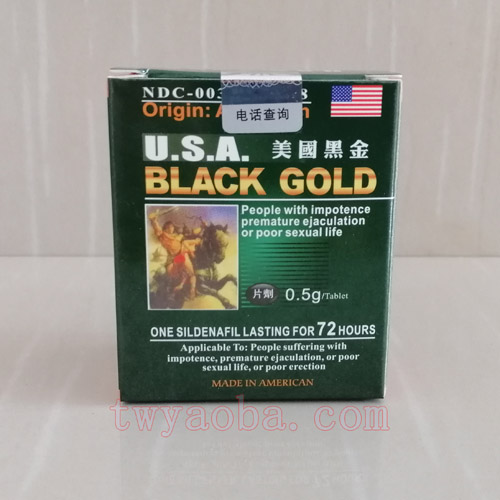 NDC-003 8
Origin: A n
电话查询
U.S.A. 美國黑金
BLACK GOLD
People with impotence
premature ejaculation
or poor sexual life
片劑 0.5g/Tablet
ONE SILDENAFIL LASTING FOR 72 HOURS
Applicable To: People suffering with
impotence, premature ejaculation, or poor
sexual life, or poor erection
MADE IN AMERICAN
twyaoba.com